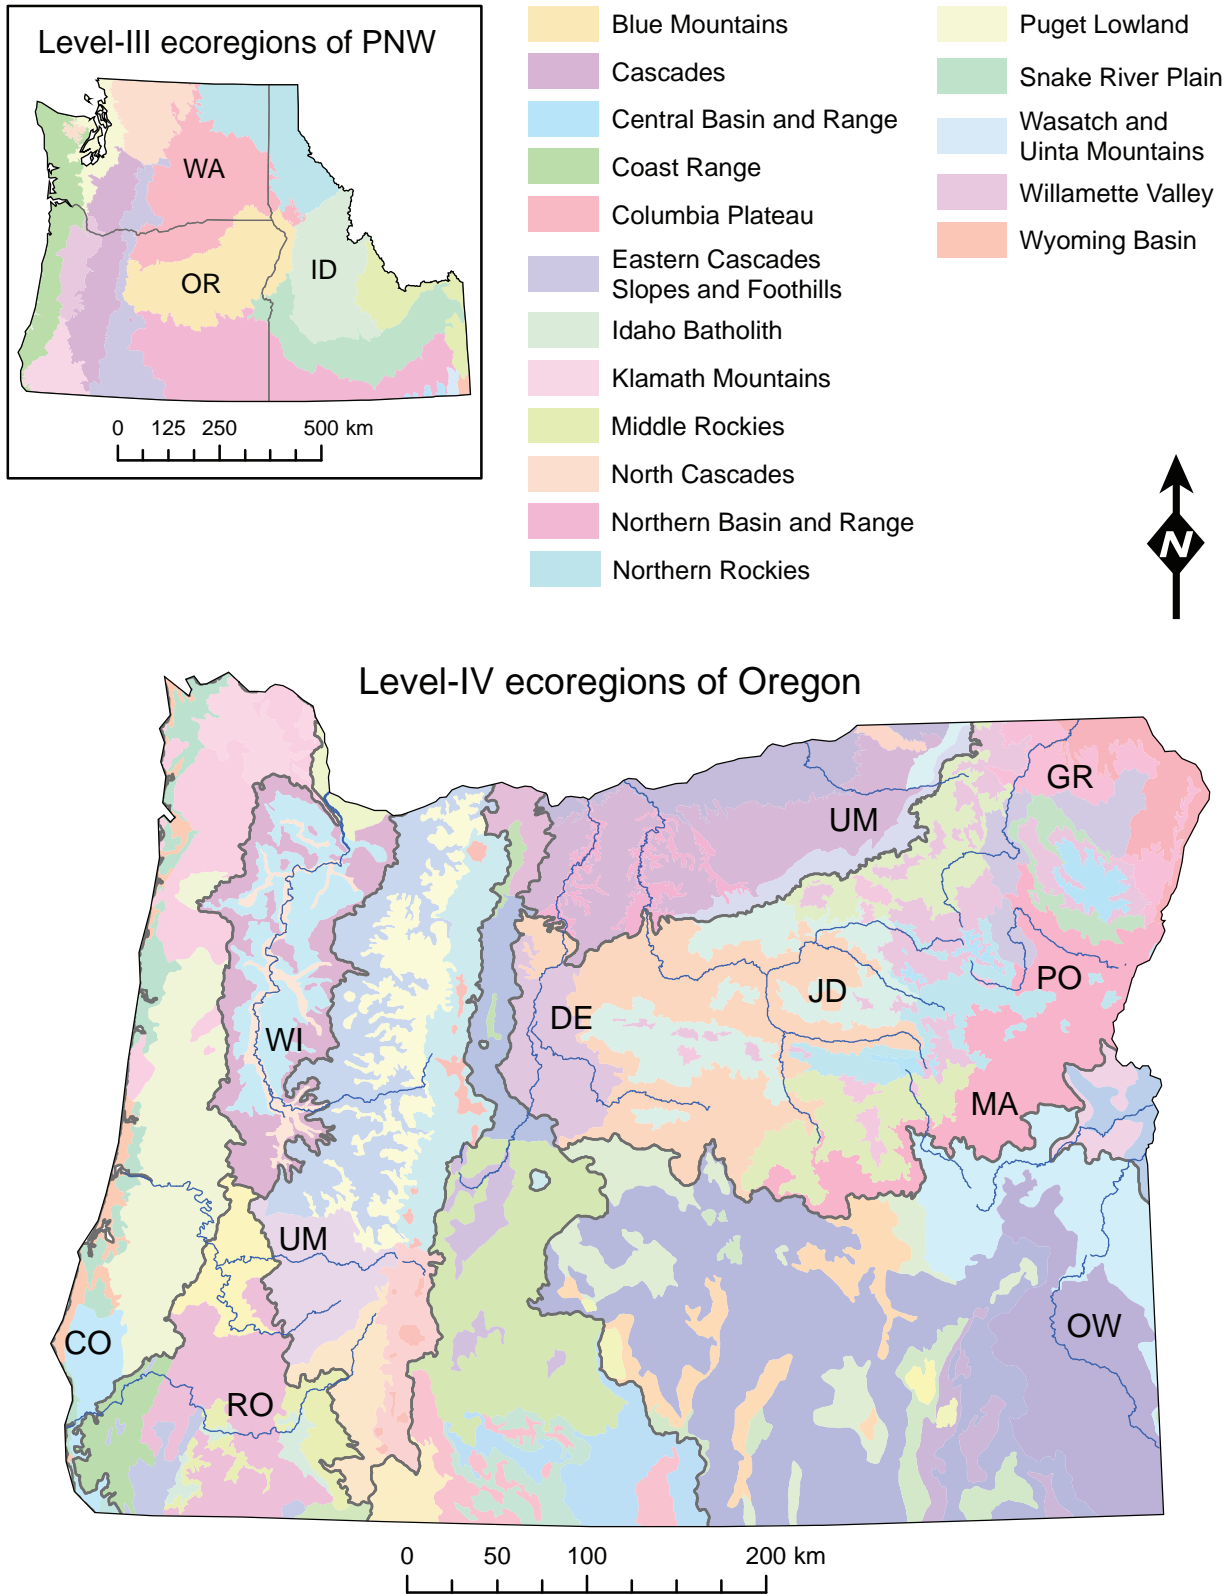 Level-III ecoregions of PNW
WA
OR
ID
0 125 250 500 km
Blue Mountains
Cascades
Central Basin and Range
Coast Range
Columbia Plateau
Eastern Cascades
Slopes and Foothills
Idaho Batholith
Klamath Mountains
Middle Rockies
North Cascades
Northern Basin and Range
Northern Rockies
Puget Lowland
Snake River Plain
Wasatch and
Uinta Mountains
Willamette Valley
Wyoming Basin
N
Level-IV ecoregions of Oregon
GR
UM
PO
JD
DE
WI
MA
UM
OW
CO
RO
0 50 100 200 km